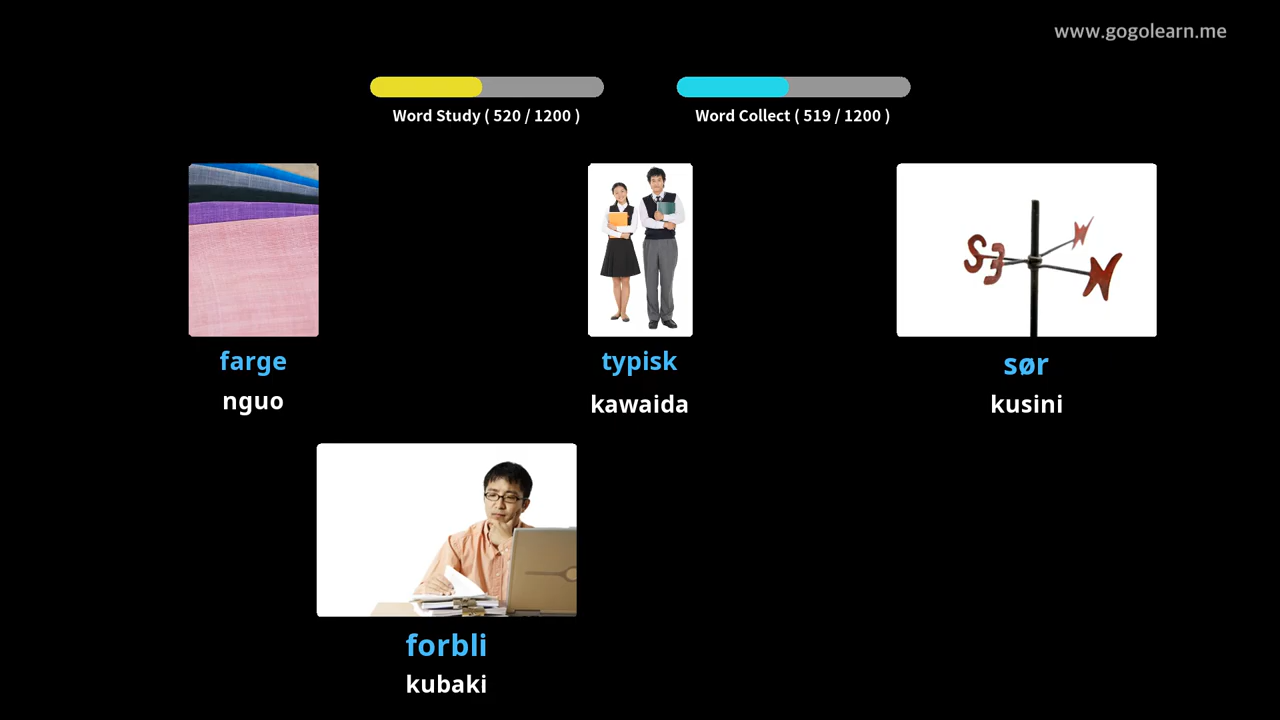 www.gogolearn.me
Word Study ( 520 / 1200 )
Word Collect ( 519 / 1200 )
farge
nguo
typisk
kawaida
sør
kusini
forbli
kubaki